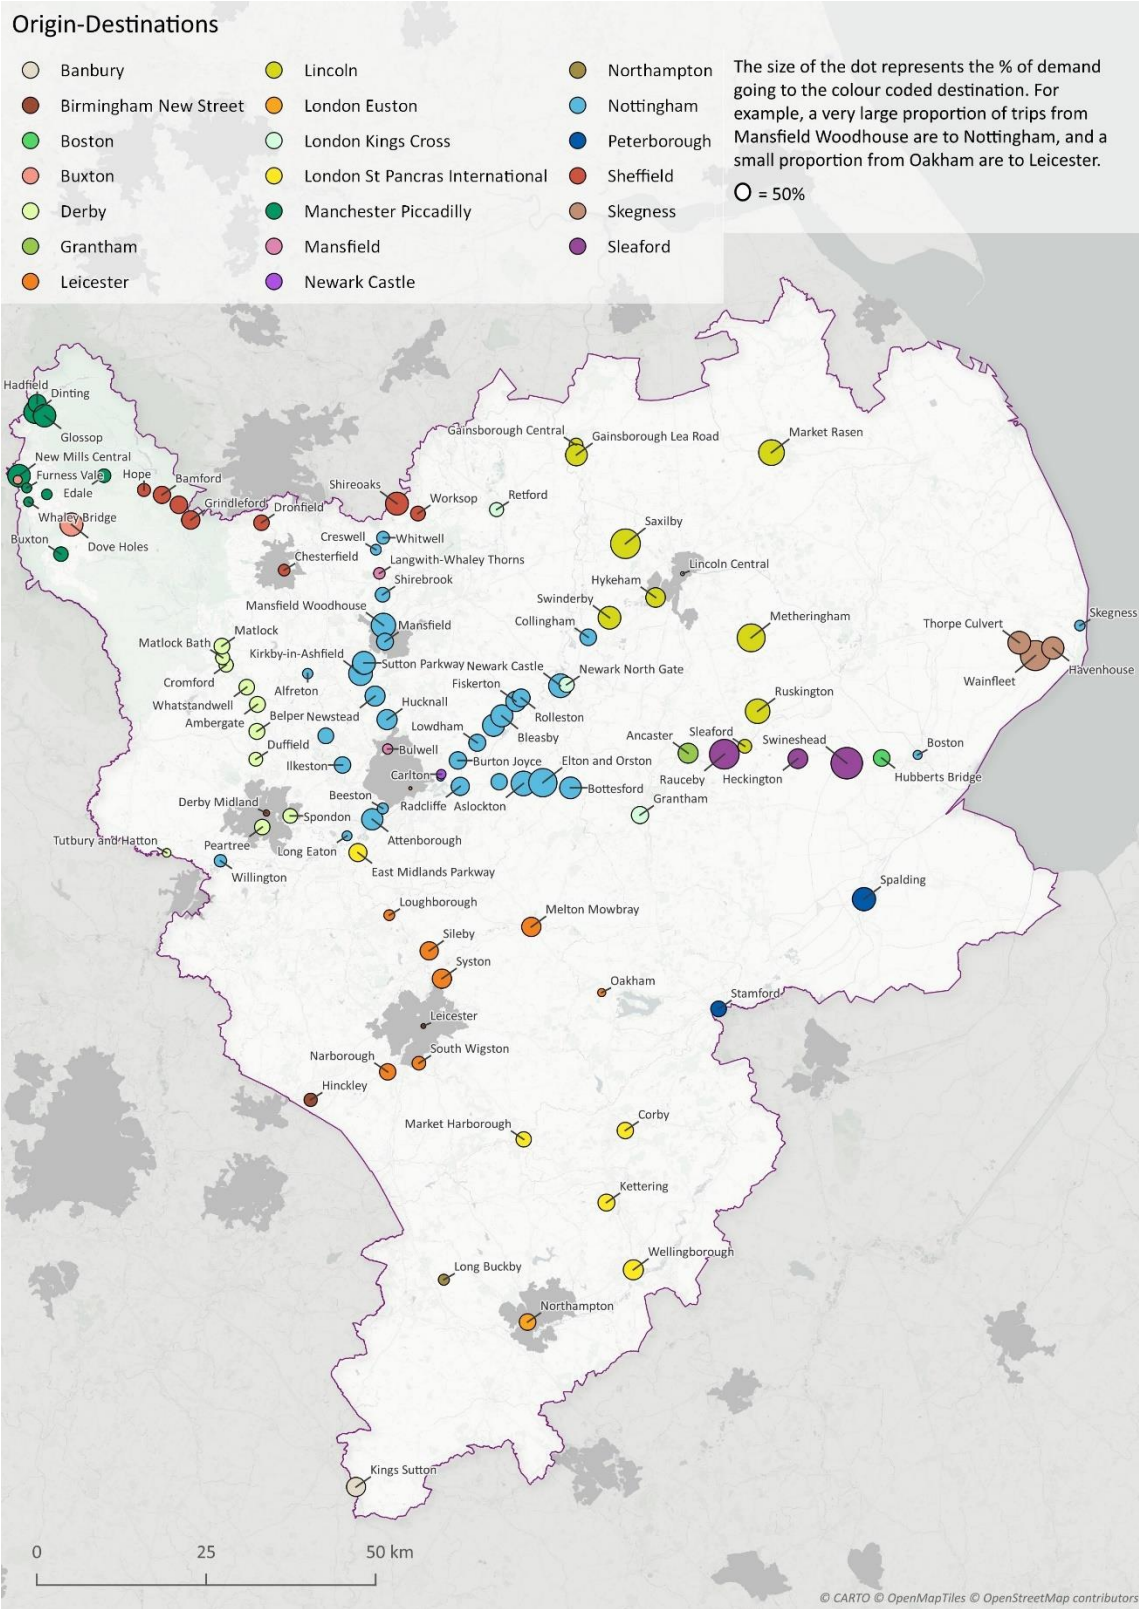 Origin-Destinations
Banbury
Birmingham New Street
Boston
Buxton
Derby
Grantham
Leicester
Lincoln
London Euston
London Kings Cross
London St Pancras International
Manchester Piccadilly
Mansfield
Newark Castle
Northampton
Nottingham
Peterborough
Sheffield
Skegness
Sleaford
The size of the dot represents the % of demand
going to the colour coded destination. For
example, a very large proportion of trips from
Mansfield Woodhouse are to Nottingham, and a
small proportion from Oakham are to Leicester.
= 50%
Hadfield
Dinting
Glossop
New Mills Central
Furness Vale
Hope
Bamford
Edale
Grindleford
Whaley Bridge
Buxton
Dove Holes
Dronfield
Chesterfield
Shireoaks
Worksop
Retford
Gainsborough Central
Gainsborough Lea Road
Market Rasen
Saxilby
Lincoln Central
Creswell
Whitwell
Langwith-Whaley Thorns
Shirebrook
Hykeham
Swinderby
Collingham
Metheringham
Skegness
Thorpe Culvert
Havenhouse
Wainfleet
Mansfield Woodhouse
Mansfield
Matlock
Matlock Bath
Kirkby-in-Ashfield
Sutton Parkway
Newark Castle
Newark North Gate
Cromford
Alfreton
Fiskerton
Rolleston
Whatstandwell
Ambergate
Belper
Newstead
Hucknall
Lowdham
Bleasby
Ruskington
Ancaster
Sleaford
Swineshead
Boston
Rauceby
Heckington
Hubberts Bridge
Duffield
Bulwell
Ilkeston
Carlton
Burton Joyce
Elton and Orston
Bottesford
Beeston
Radcliffe
Aslockton
Grantham
Derby Midland
Spondon
Attenborough
Peartree
Long Eaton
Tutbury and Hatton
Willington
East Midlands Parkway
Spalding
Loughborough
Melton Mowbray
Sileby
Syston
Oakham
Stamford
Leicester
South Wigston
Narborough
Hinckley
Market Harborough
Corby
Kettering
Wellingborough
Long Buckby
Northampton
Kings Sutton
0 25 50 km
© CARTO © OpenMapTiles © OpenStreetMap contributors